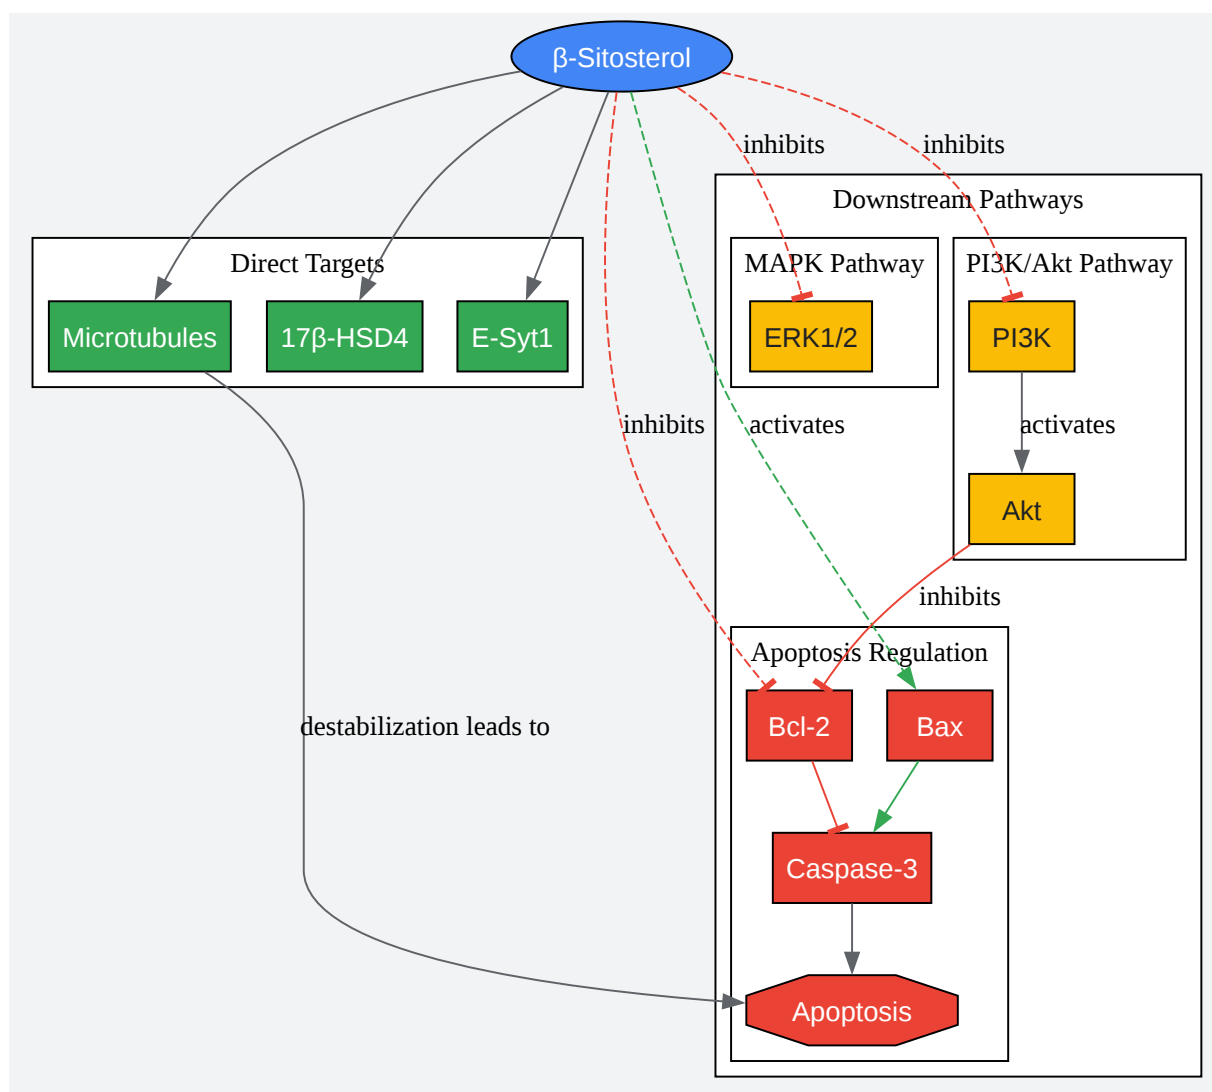 β-Sitosterol
inhibits
inhibits
Downstream Pathways
Direct Targets
MAPK Pathway
PI3K/Akt Pathway
Microtubules
17β-HSD4
E-Syt1
ERK1/2
PI3K
inhibits
activates
activates
Akt
inhibits
Apoptosis Regulation
destabilization leads to
Bcl-2
Bax
Caspase-3
Apoptosis